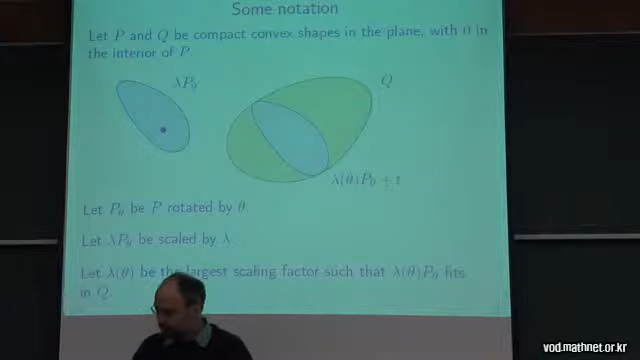 Some notation
Let P and Q be compact convex shapes in the plane, with 0 in
the interior of P.
λP_θ
Q
λ(θ)P_θ + t
Let P_θ be P rotated by θ.
Let λP_θ be scaled by λ.
Let λ(θ) be the largest scaling factor such that λ(θ)P_θ fits
in Q.
vod.mathnet.or.kr